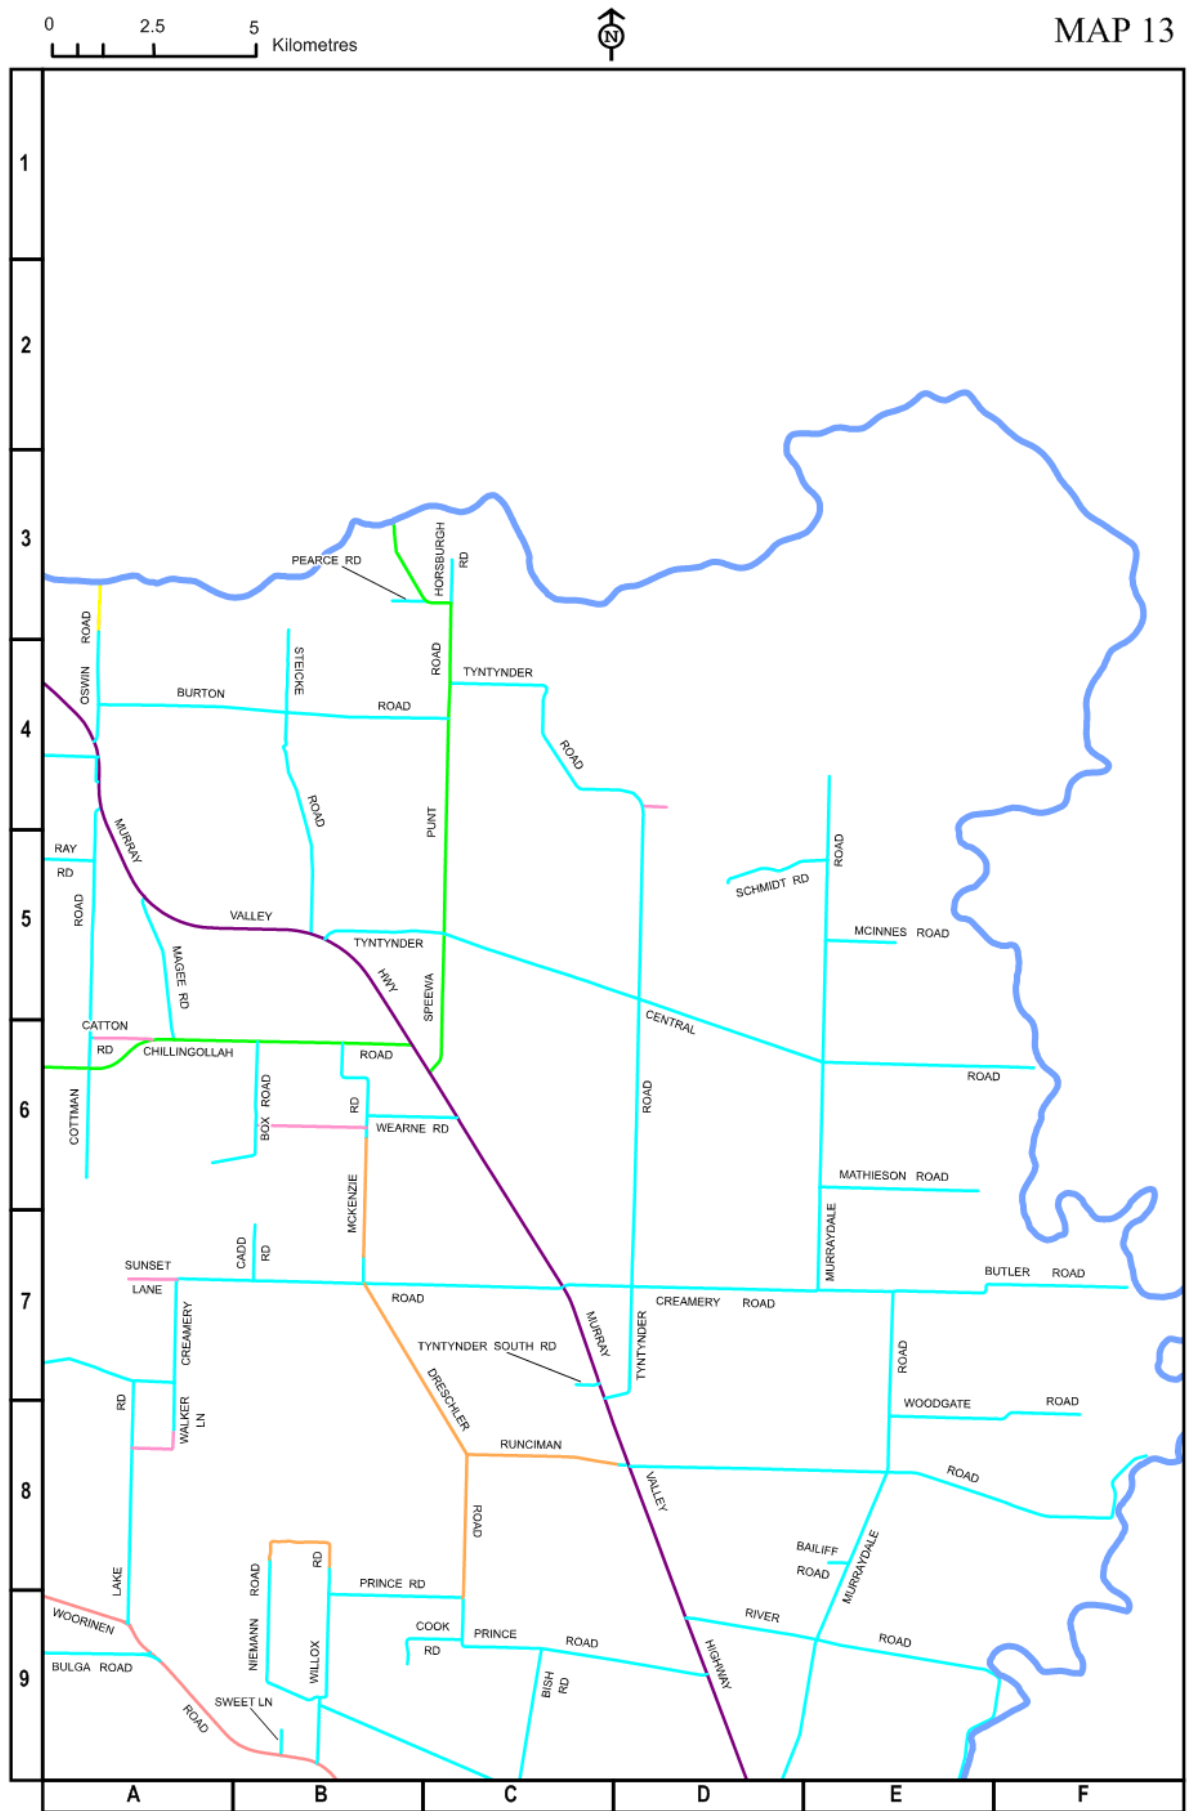 0 2.5 5
Kilometres
N
MAP 13
1
2
3
PEARCE RD
HORSBURGH
RD
ROAD
OSWIN
STEICKE
ROAD
TYNTYNDER
BURTON
ROAD
4
ROAD
ROAD
PUNT
MURRAY
RAY
RD
ROAD
SCHMIDT RD
ROAD
5
VALLEY
TYNTYNDER
MCINNES ROAD
MAGEE RD
HWY
SPEEWA
CATTON
RD
CHILLINGOLLAH
ROAD
CENTRAL
ROAD
6
COTTMAN
BOX ROAD
RD
WEARNE RD
ROAD
MATHIESON ROAD
MCKENZIE
MURRAYDALE
SUNSET
LANE
CADD
RD
BUTLER ROAD
7
ROAD
CREAMERY ROAD
CREAMERY
TYNTYNDER SOUTH RD
MURRAY
TYNTYNDER
ROAD
DRESCHLER
RD
WALKER
LN
WOODGATE ROAD
RUNCIMAN
8
VALLEY
ROAD
ROAD
BAILIFF
ROAD
MURRAYDALE
LAKE
ROAD
RD
PRINCE RD
WOORINEN
COOK
RD
PRINCE
ROAD
RIVER
ROAD
BULGA ROAD
NIEMANN
WILLOX
9
BISH
RD
HIGHWAY
SWEET LN
ROAD
A B C D E F